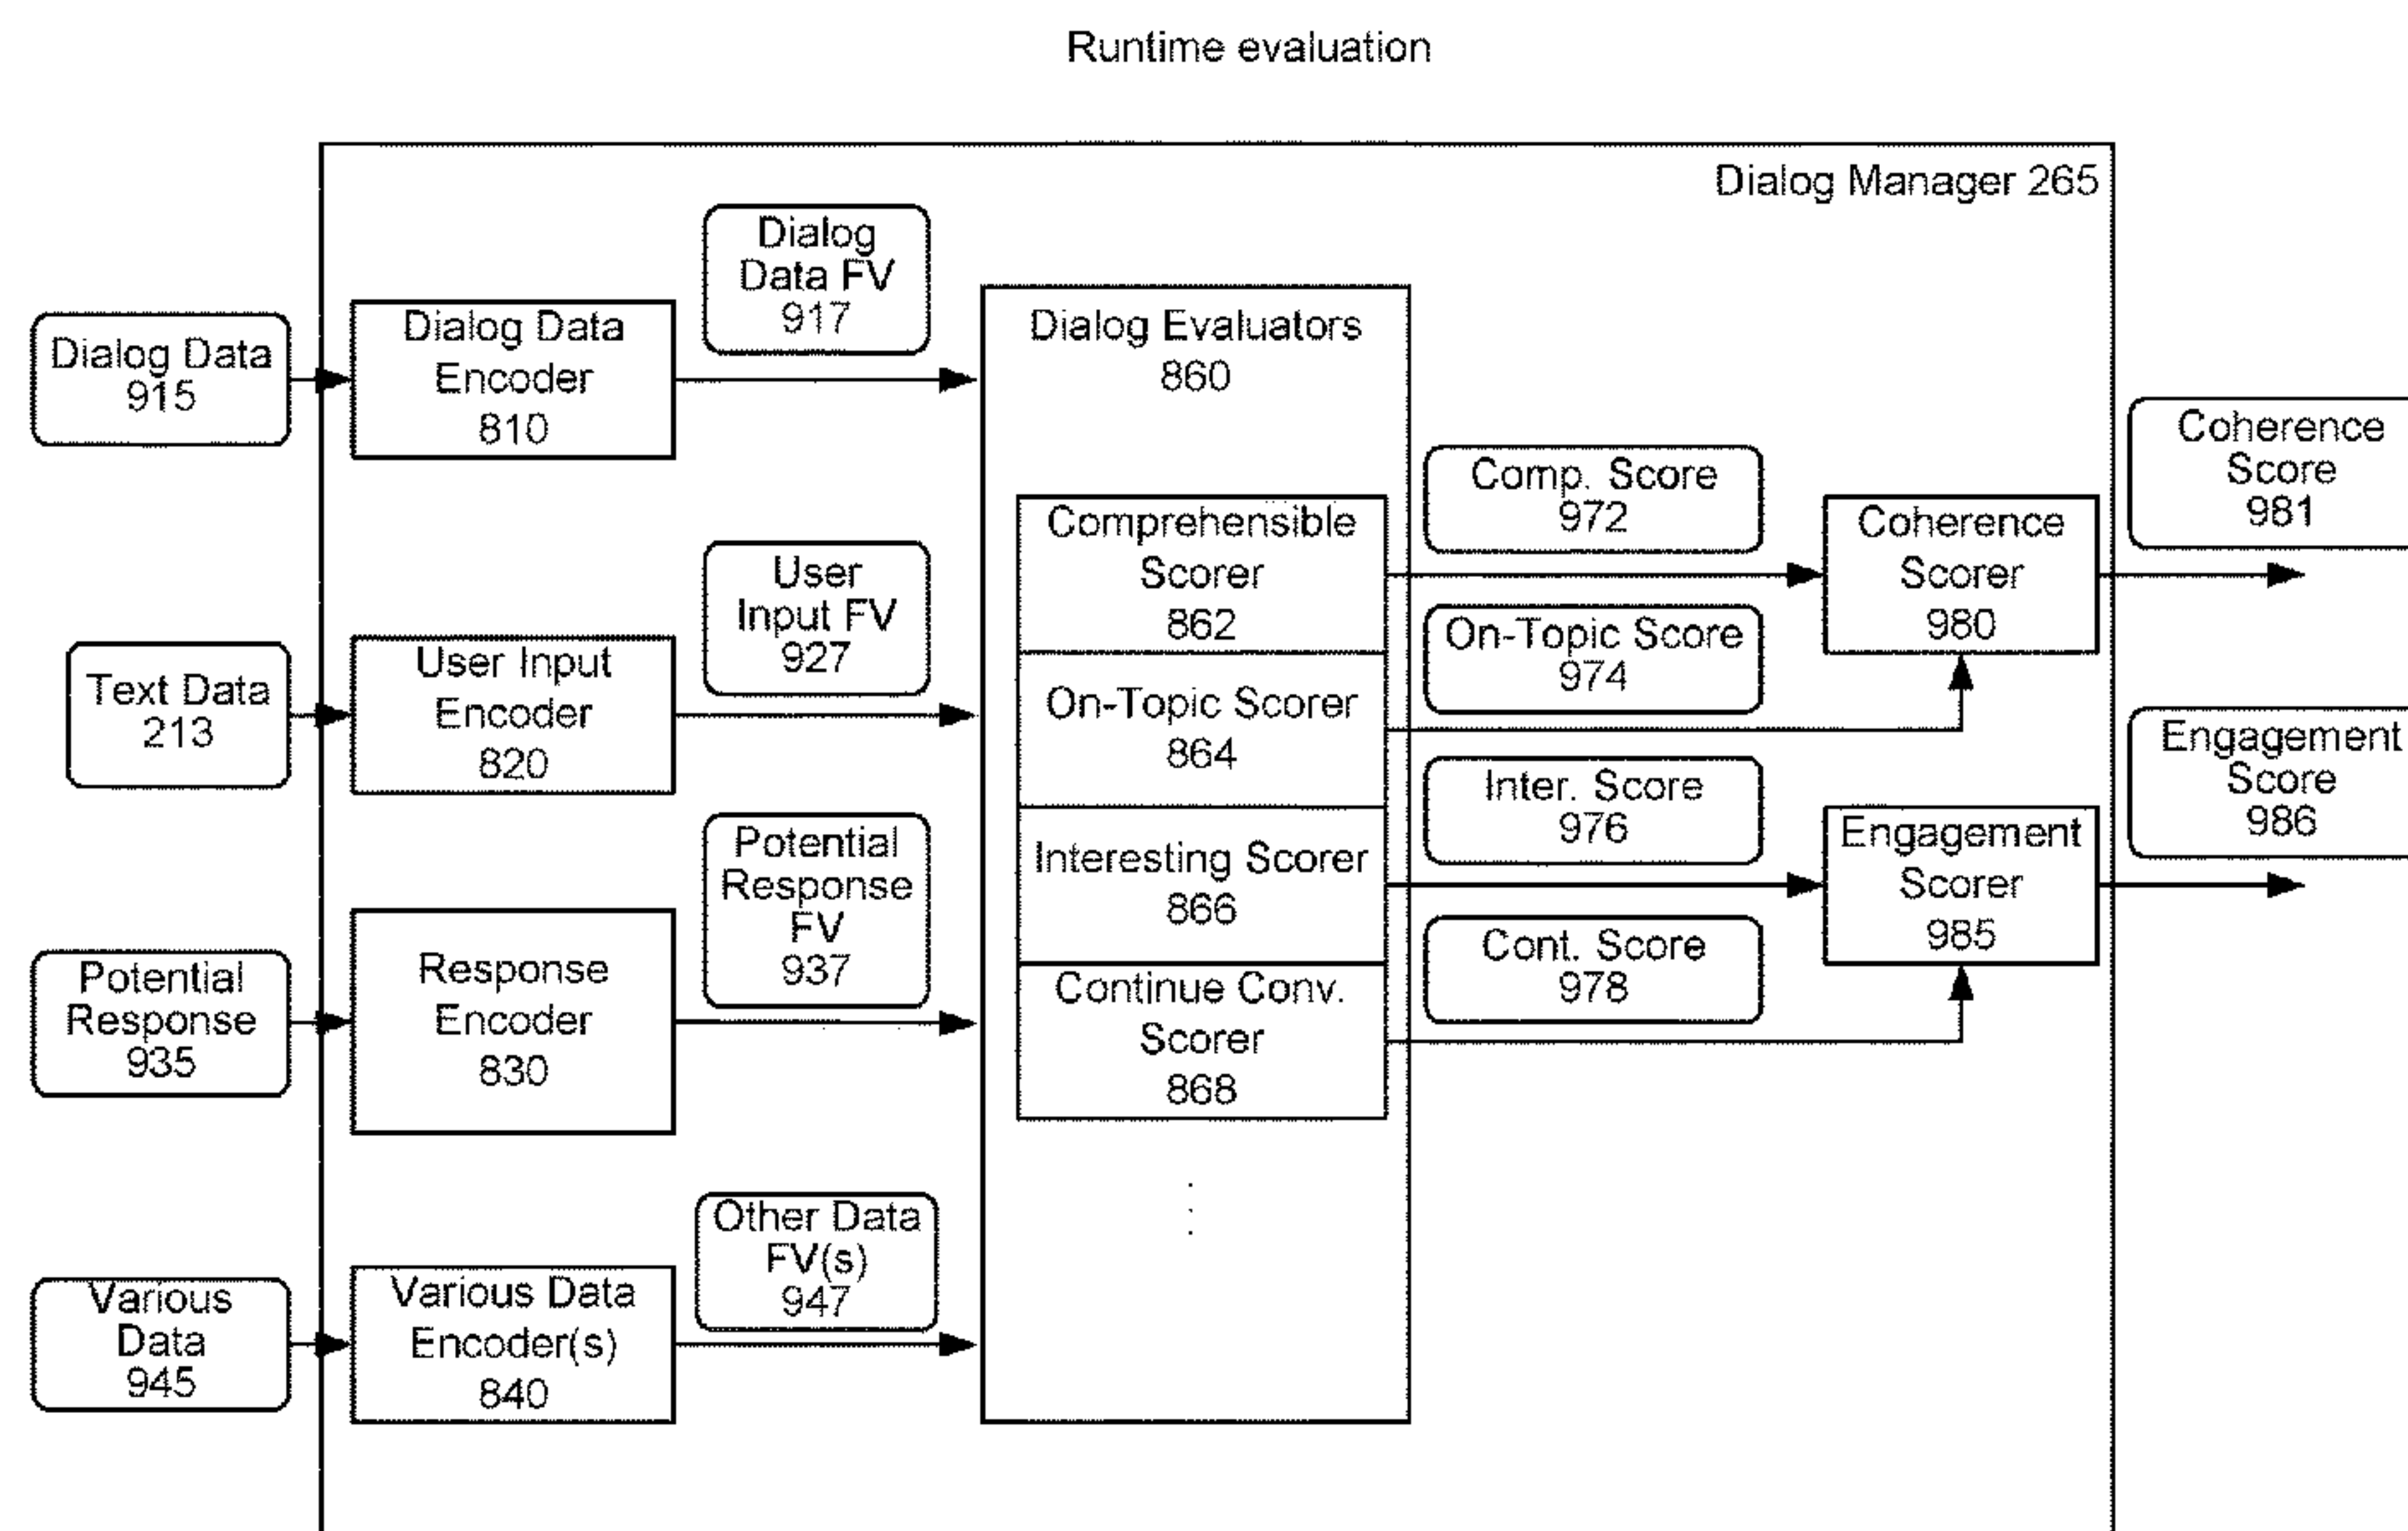 Runtime evaluation
Dialog Manager 265
Dialog Data
915
Dialog Data
Encoder
810
Dialog
Data FV
917
Text Data
213
User Input
Encoder
820
User
Input FV
927
Potential
Response
935
Response
Encoder
830
Potential
Response
FV
937
Various
Data
945
Various Data
Encoder(s)
840
Other Data
FV(s)
947
Dialog Evaluators
860
Comprehensible
Scorer
862
On-Topic Scorer
864
Interesting Scorer
866
Continue Conv.
Scorer
868
Comp. Score
972
On-Topic Score
974
Inter. Score
976
Cont. Score
978
Coherence
Scorer
980
Engagement
Scorer
985
Coherence
Score
981
Engagement
Score
986